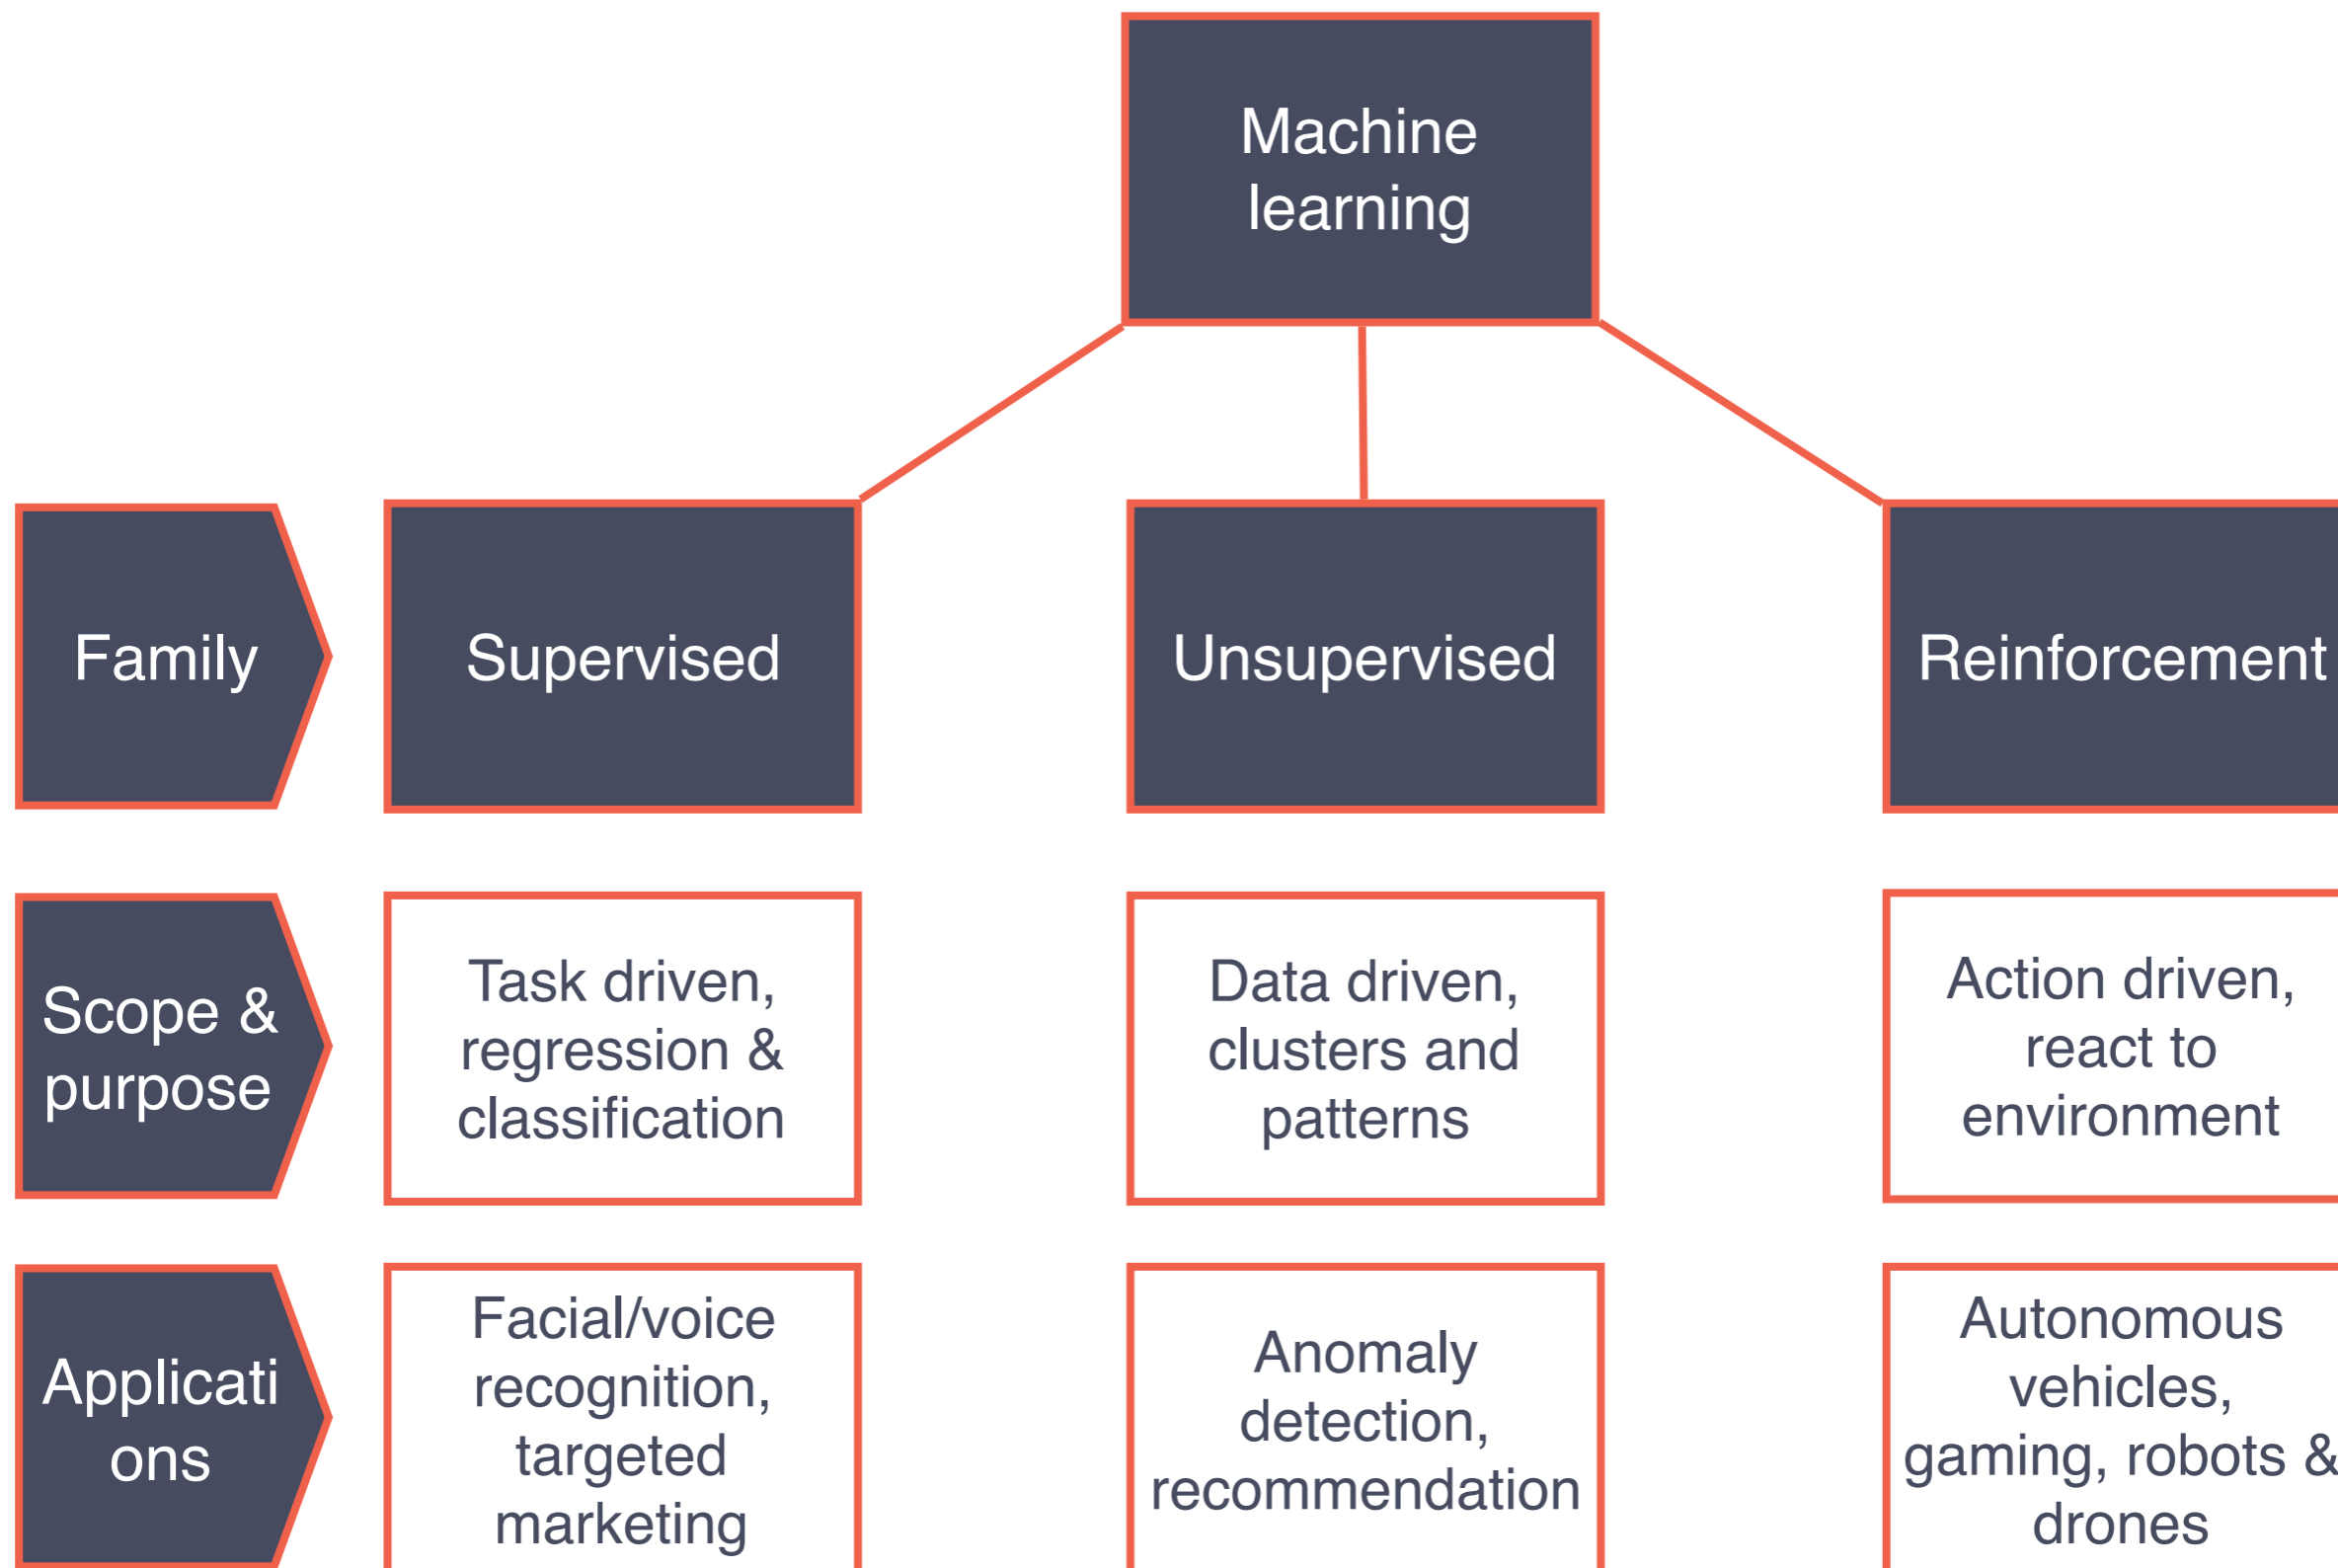 Machine
learning
Family
Supervised
Unsupervised
Reinforcement
Scope &
purpose
Task driven,
regression &
classification
Data driven,
clusters and
patterns
Action driven,
react to
environment
Applicati
ons
Facial/voice
recognition,
targeted
marketing
Anomaly
detection,
recommendation
Autonomous
vehicles,
gaming, robots &
drones